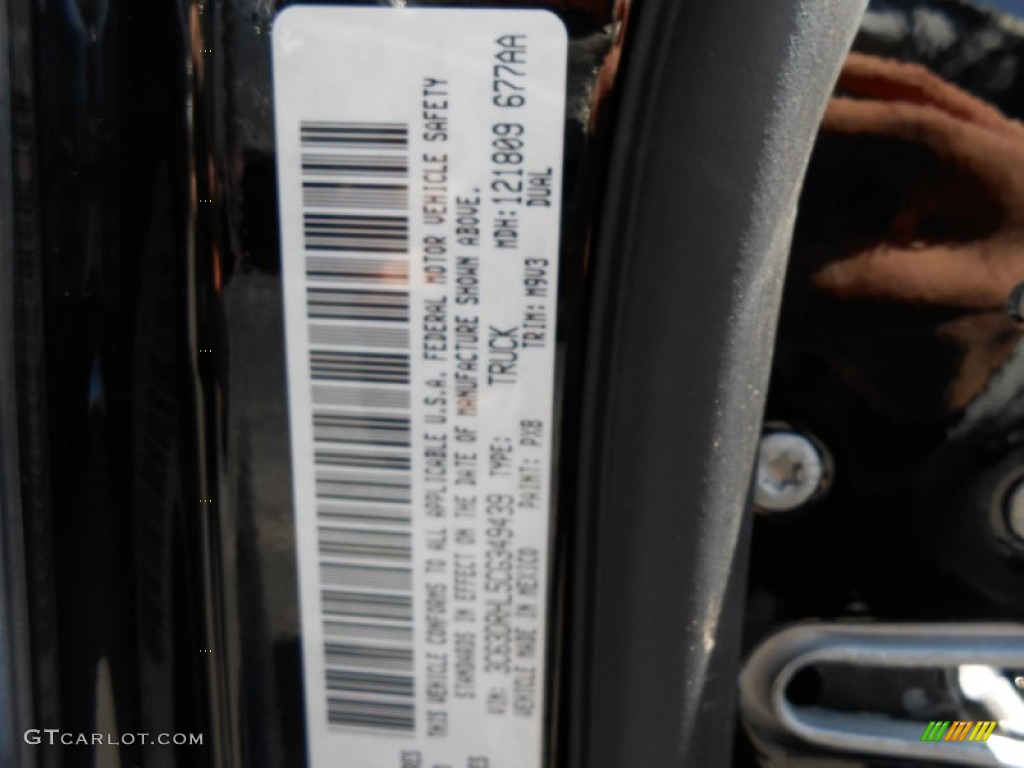 THIS VEHICLE CONFORMS TO ALL APPLICABLE U.S.A. FEDERAL MOTOR VEHICLE SAFETY
STANDARDS IN EFFECT ON THE DATE OF MANUFACTURE SHOWN ABOVE.
VIN: 3C63DRHL5CG349439 TYPE: TRUCK MDH: 121809 677AA
VEHICLE MADE IN MEXICO PAINT: PXB TRIM: M9V3 DUAL
GTCARLOT.COM